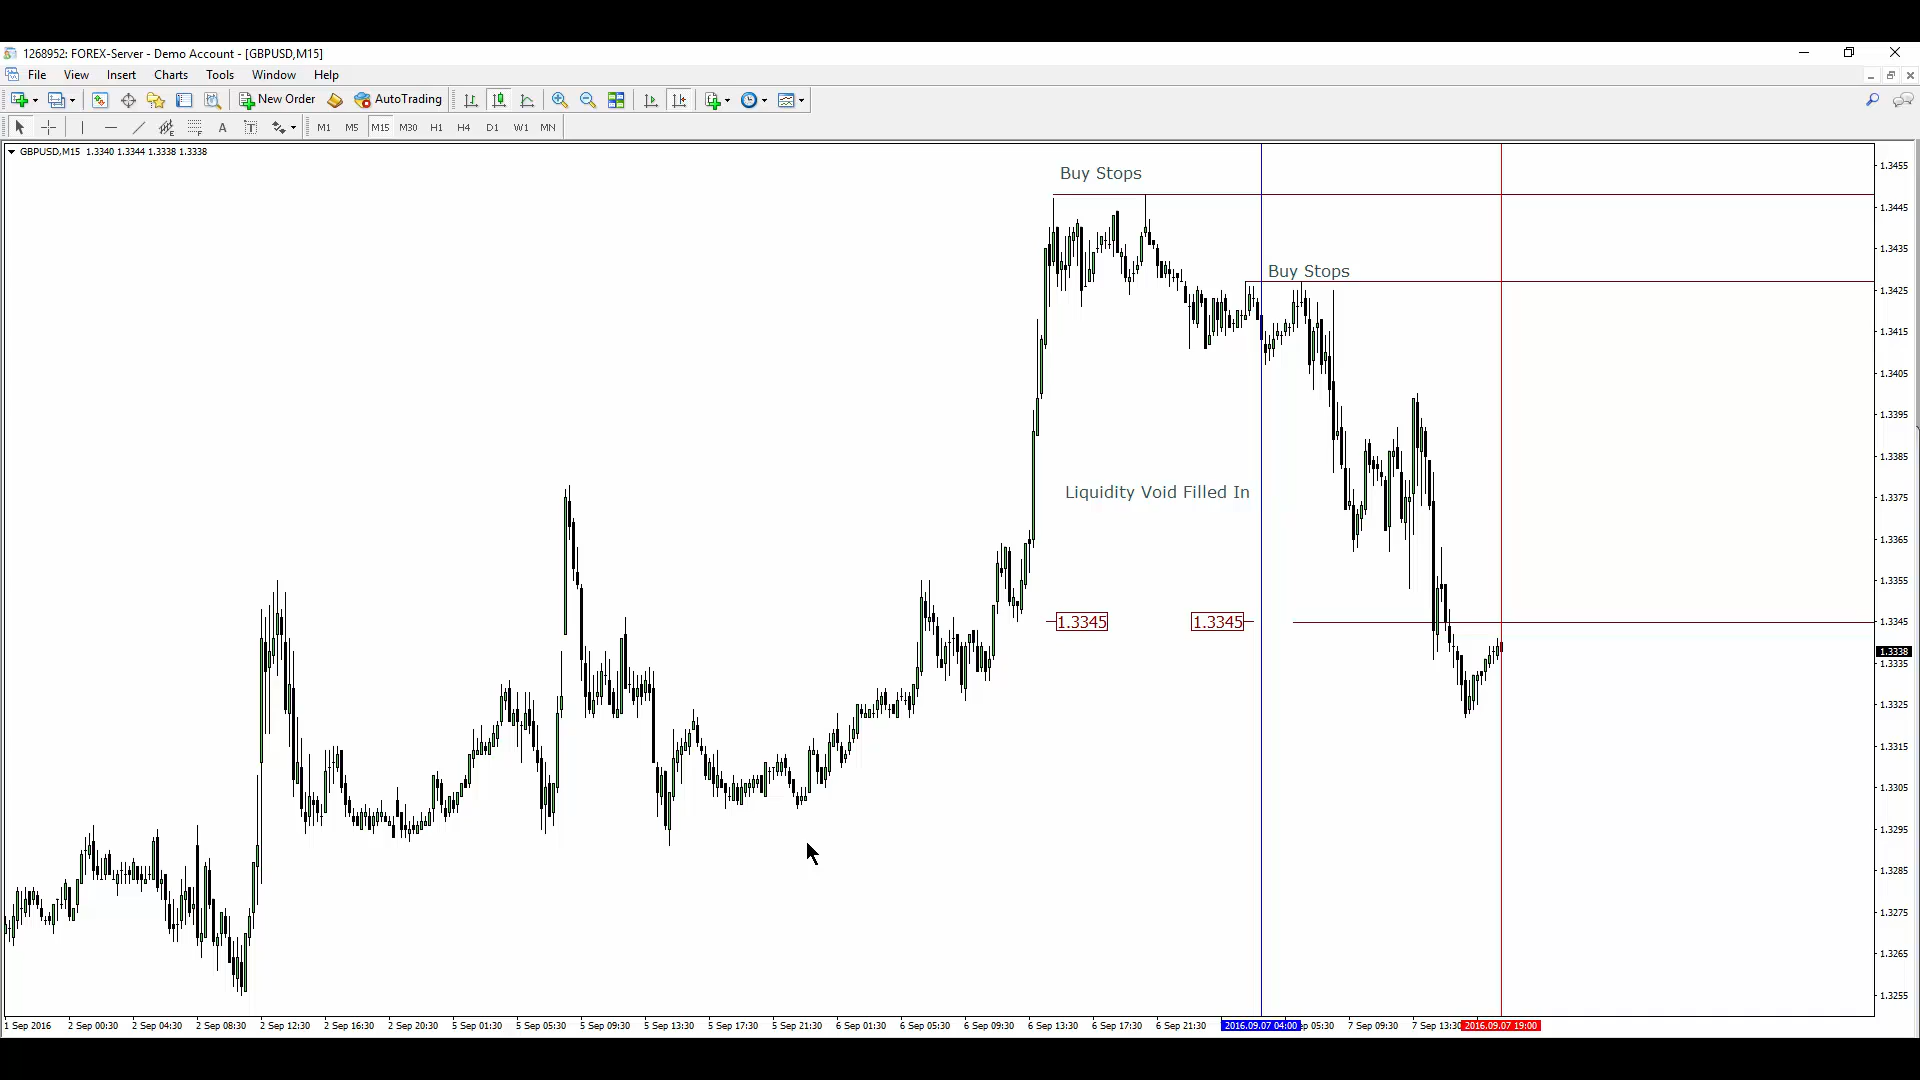 1268952: FOREX-Server - Demo Account - [GBPUSD,M15]
File View Insert Charts Tools Window Help
New Order AutoTrading
A T M1 M5 M15 M30 H1 H4 D1 W1 MN
GBPUSD,M15 1.3340 1.3344 1.3338 1.3338
Buy Stops
Buy Stops
Liquidity Void Filled In
1.3345 1.3345
1.3455
1.3445
1.3435
1.3425
1.3415
1.3405
1.3395
1.3385
1.3375
1.3365
1.3355
1.3345
1.3338
1.3335
1.3325
1.3315
1.3305
1.3295
1.3285
1.3275
1.3265
1.3255
1 Sep 2016 2 Sep 00:30 2 Sep 04:30 2 Sep 08:30 2 Sep 12:30 2 Sep 16:30 2 Sep 20:30 5 Sep 01:30 5 Sep 05:30 5 Sep 09:30 5 Sep 13:30 5 Sep 17:30 5 Sep 21:30 6 Sep 01:30 6 Sep 05:30 6 Sep 09:30 6 Sep 13:30 6 Sep 17:30 6 Sep 21:30 2016.09.07 04:00 05:30 7 Sep 09:30 7 Sep 13:30 2016.09.07 19:00